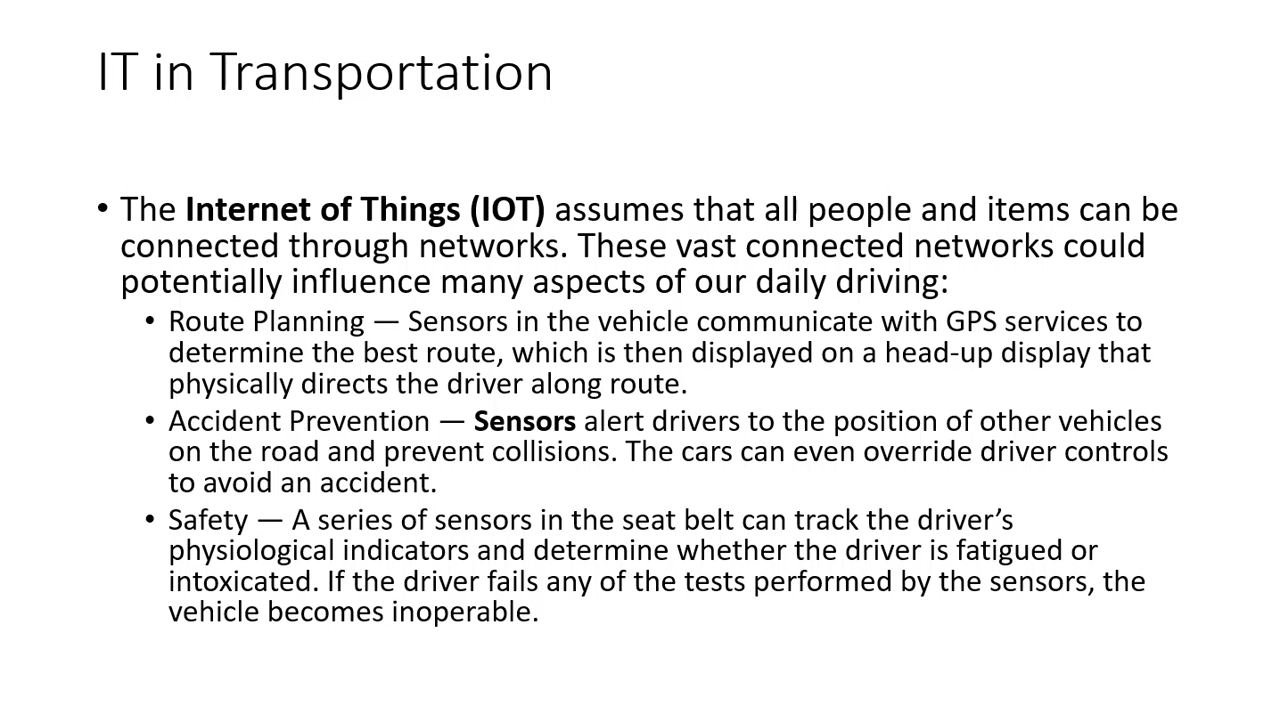 IT in Transportation
• The Internet of Things (IOT) assumes that all people and items can be
connected through networks. These vast connected networks could
potentially influence many aspects of our daily driving:
• Route Planning — Sensors in the vehicle communicate with GPS services to
determine the best route, which is then displayed on a head-up display that
physically directs the driver along route.
• Accident Prevention — Sensors alert drivers to the position of other vehicles
on the road and prevent collisions. The cars can even override driver controls
to avoid an accident.
• Safety — A series of sensors in the seat belt can track the driver’s
physiological indicators and determine whether the driver is fatigued or
intoxicated. If the driver fails any of the tests performed by the sensors, the
vehicle becomes inoperable.